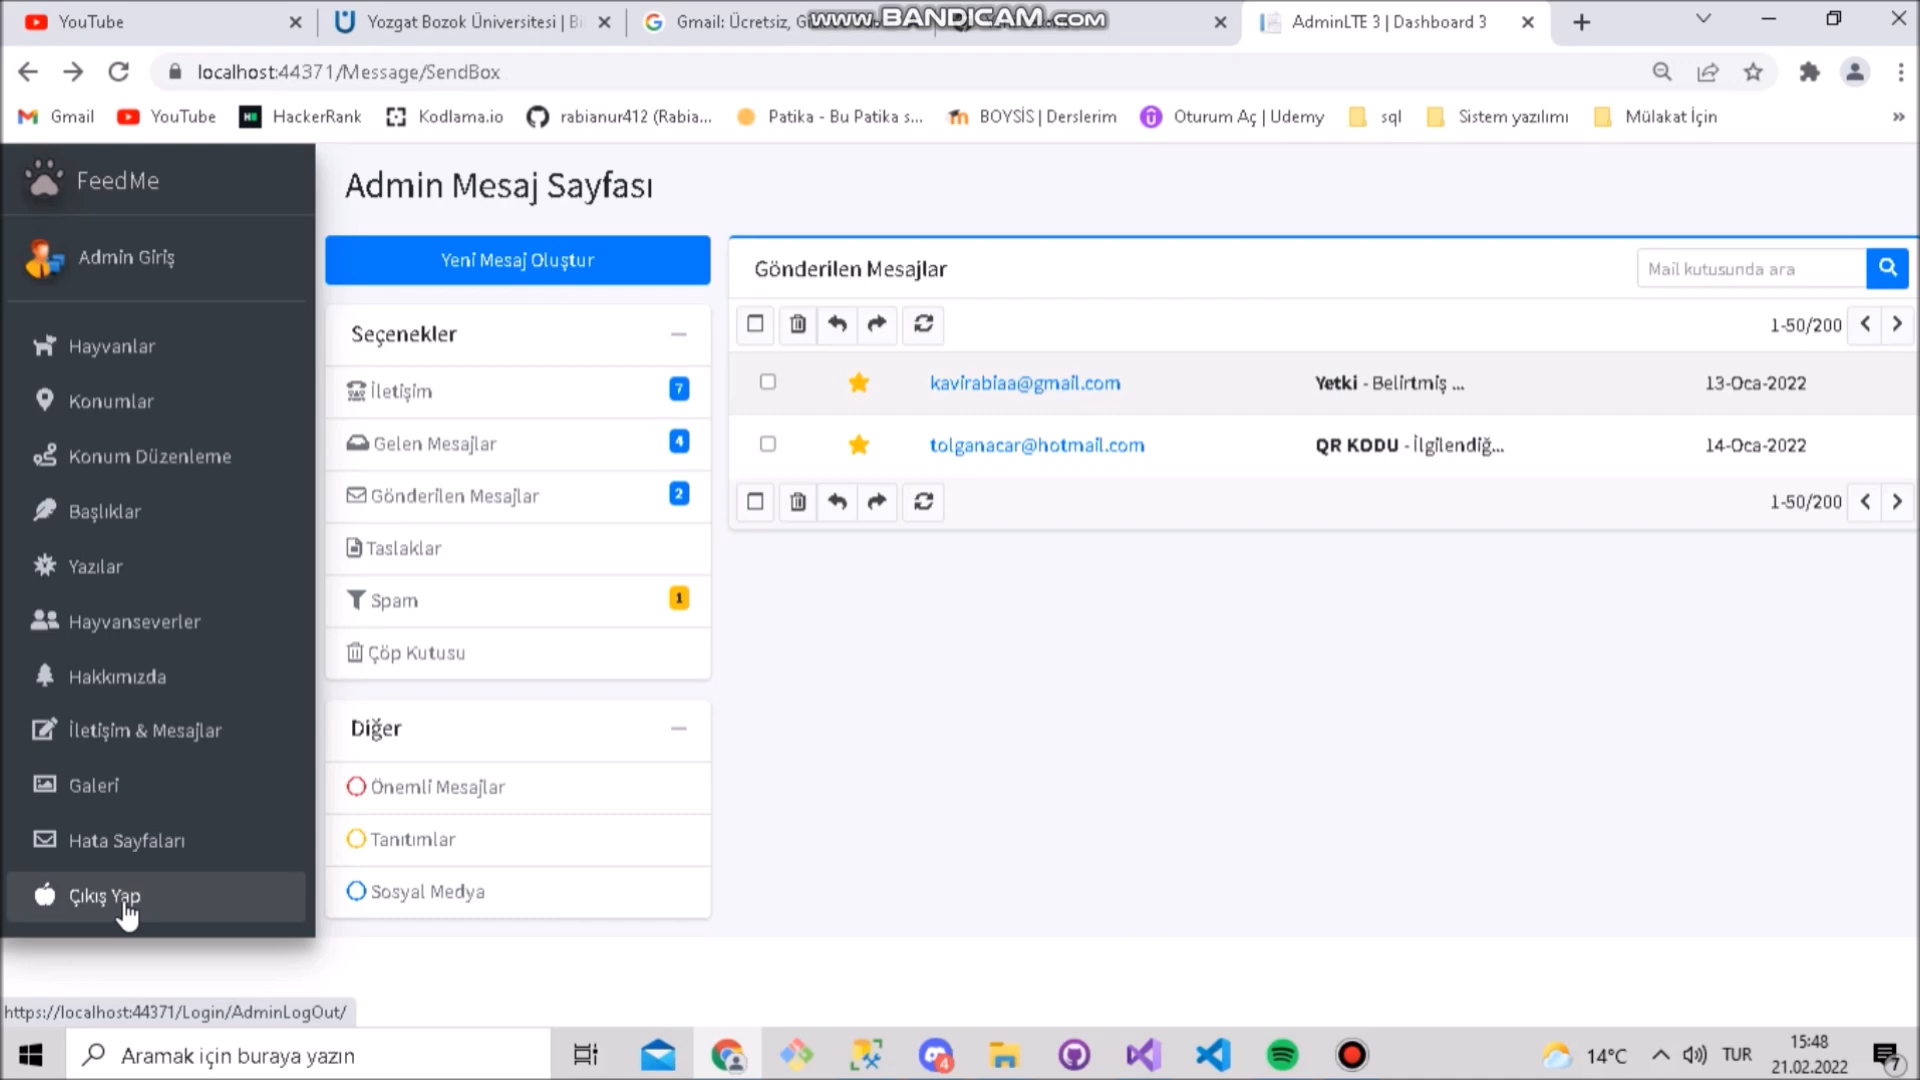 YouTube
Yozgat Bozok Üniversitesi | Bi
Gmail: Ücretsiz, G
www.BANDICAM.com
AdminLTE 3 | Dashboard 3
localhost:44371/Message/SendBox
Gmail
YouTube
HackerRank
Kodlama.io
rabianur412 (Rabia...
Patika - Bu Patika s...
BOYSİS | Derslerim
Oturum Aç | Udemy
sql
Sistem yazılımı
Mülakat İçin
FeedMe
Admin Giriş
Hayvanlar
Konumlar
Konum Düzenleme
Başlıklar
Yazılar
Hayvanseverler
Hakkımızda
İletişim & Mesajlar
Galeri
Hata Sayfaları
Çıkış Yap
Admin Mesaj Sayfası
Yeni Mesaj Oluştur
Seçenekler
İletişim 7
Gelen Mesajlar 4
Gönderilen Mesajlar 2
Taslaklar
Spam 1
Çöp Kutusu
Diğer
Önemli Mesajlar
Tanıtımlar
Sosyal Medya
Gönderilen Mesajlar
Mail kutusunda ara
1-50/200
kavirabiaa@gmail.com Yetki - Belirtmiş ... 13-Oca-2022
tolganacar@hotmail.com QR KODU - İlgilendiğ... 14-Oca-2022
1-50/200
https://localhost:44371/Login/AdminLogOut/
Aramak için buraya yazın
4
14°C
TUR
15:48
21.02.2022
7